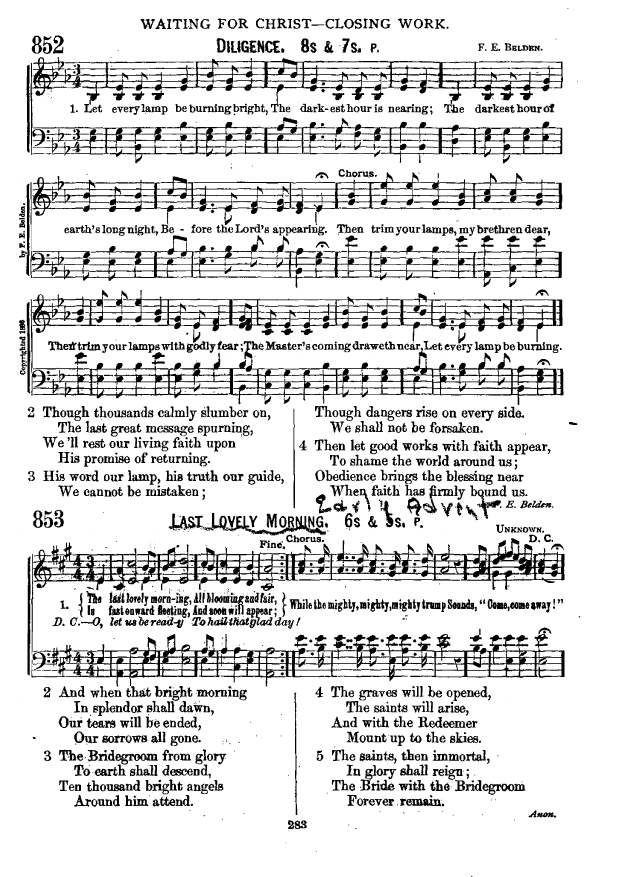 WAITING FOR CHRIST—CLOSING WORK.
852 DILIGENCE. 8s & 7s. P. F. E. BELDEN.
1. Let every lamp be burning bright, The dark-est hour is nearing; The darkest hour of
Chorus.
earth's long night, Be - fore the Lord's appearing. Then trim your lamps, my brethren dear,
by F. E. Belden.
Then trim your lamps with godly fear; The Master's coming draweth near, Let every lamp be burning.
Copyrighted 1886
2 Though thousands calmly slumber on,
The last great message spurning,
We 'll rest our living faith upon
His promise of returning.
3 His word our lamp, his truth our guide,
We cannot be mistaken;
Though dangers rise on every side.
We shall not be forsaken.
4 Then let good works with faith appear,
To shame the world around us;
Obedience brings the blessing near
When faith has firmly bound us.
F. E. Belden.
Early Advent
853 LAST LOVELY MORNING. 6s & 5s. P. UNKNOWN.
Fine. Chorus. D. C.
1. { The last lovely morn-ing, All blooming and fair, } While the mighty, mighty, mighty trump Sounds, "Come, come away!"
{ Is fast onward fleeting, And soon will appear; }
D. C.—O, let us be read-y To hail that glad day!
2 And when that bright morning
In splendor shall dawn,
Our tears will be ended,
Our sorrows all gone.
3 The Bridegroom from glory
To earth shall descend,
Ten thousand bright angels
Around him attend.
4 The graves will be opened,
The saints will arise,
And with the Redeemer
Mount up to the skies.
5 The saints, then immortal,
In glory shall reign;
The Bride with the Bridegroom
Forever remain.
Anon.
283